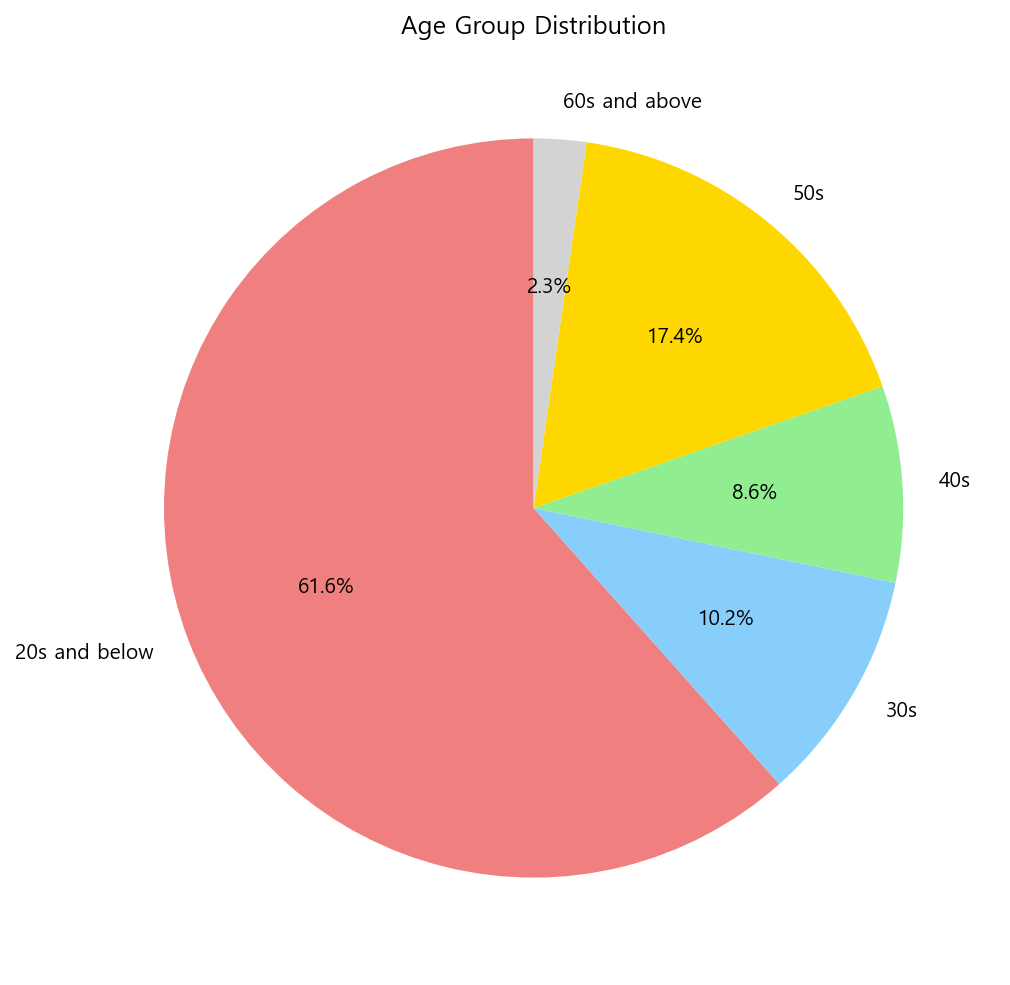 Age Group Distribution
60s and above
50s
2.3%
17.4%
40s
8.6%
61.6%
10.2%
20s and below
30s